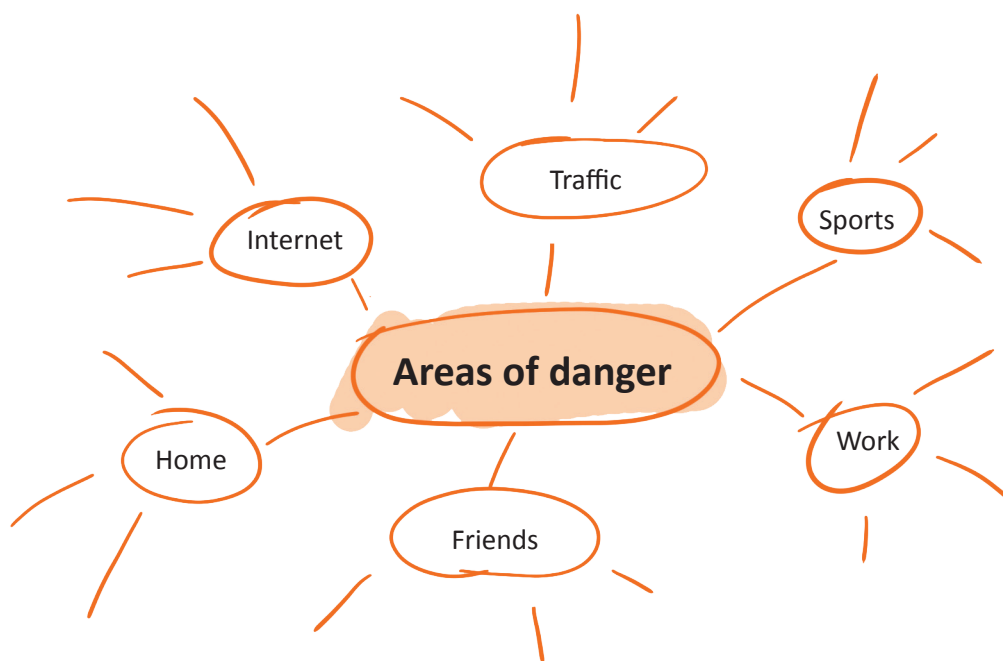 Traffic
Sports
Internet
Areas of danger
Home
Work
Friends